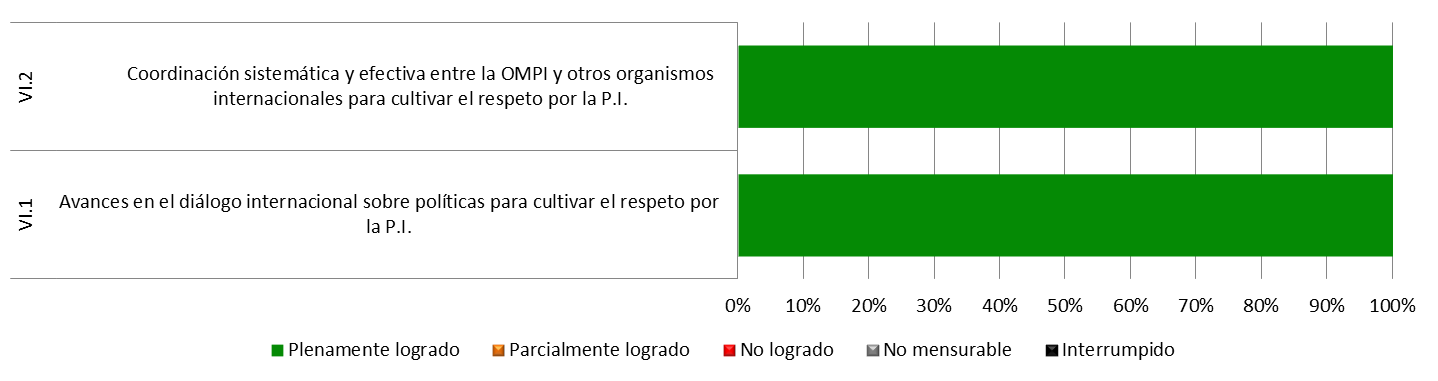 VI.2
Coordinación sistemática y efectiva entre la OMPI y otros organismos
internacionales para cultivar el respeto por la P.I.
VI.1
Avances en el diálogo internacional sobre políticas para cultivar el respeto por
la P.I.
0% 10% 20% 30% 40% 50% 60% 70% 80% 90% 100%
Plenamente logrado Parcialmente logrado No logrado No mensurable Interrumpido